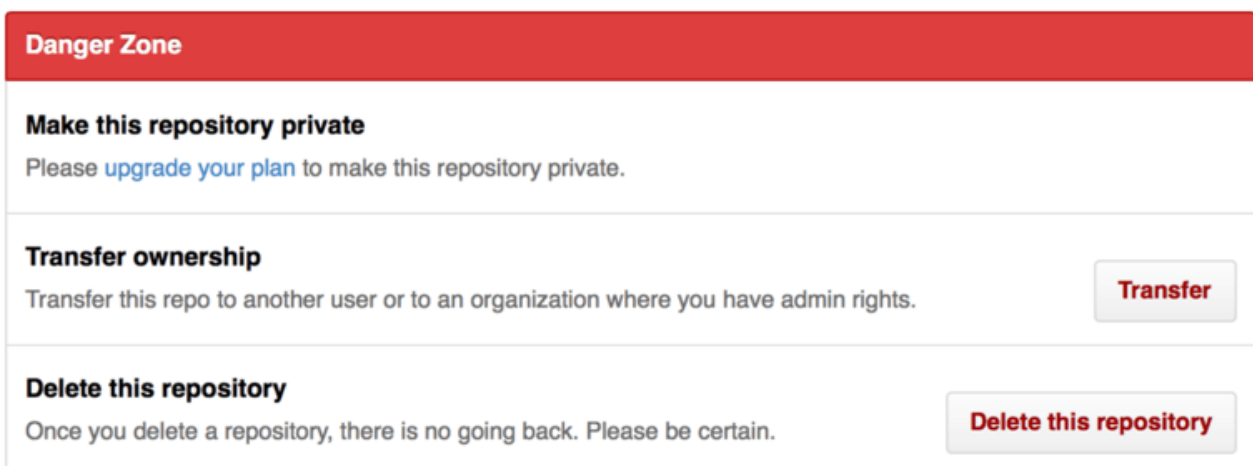 Danger Zone
Make this repository private
Please upgrade your plan to make this repository private.
Transfer ownership
Transfer this repo to another user or to an organization where you have admin rights.
Transfer
Delete this repository
Once you delete a repository, there is no going back. Please be certain.
Delete this repository